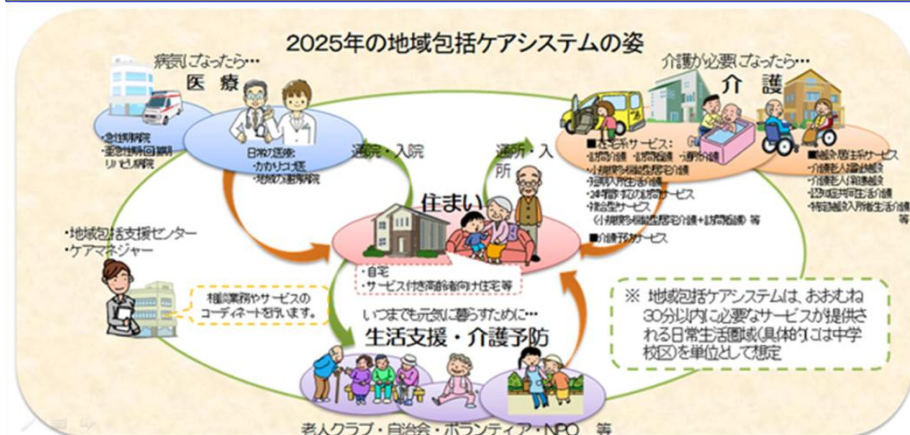 2025年の地域包括ケアシステムの姿
病気になったら…
医 療
・急性期病院
・亜急性期・回復期
リハビリ病院
日常の医療:
・かかりつけ医
・地域の連携病院
通院・入院
通所・入
所
介護が必要になったら…
介 護
■在宅系サービス:
・訪問介護 ・訪問看護 ・通所介護
・小規模多機能型居宅介護
・短期入所生活介護
・24時間対応の訪問サービス
・複合型サービス
(小規模多機能型居宅介護+訪問看護) 等
■介護予防サービス
■施設・居住系サービス
・介護老人福祉施設
・介護老人保健施設
・認知症共同生活介護
・特定施設入所者生活介護
等
住まい
・自宅
・サービス付き高齢者向け住宅等
・地域包括支援センター
・ケアマネジャー
相談業務やサービスの
コーディネートを行います。
いつまでも元気に暮らすために…
生活支援・介護予防
※ 地域包括ケアシステムは、おおむね
30分以内に必要なサービスが提供さ
れる日常生活圏域(具体的には中学
校区)を単位として想定
老人クラブ・自治会・ボランティア・NPO 等